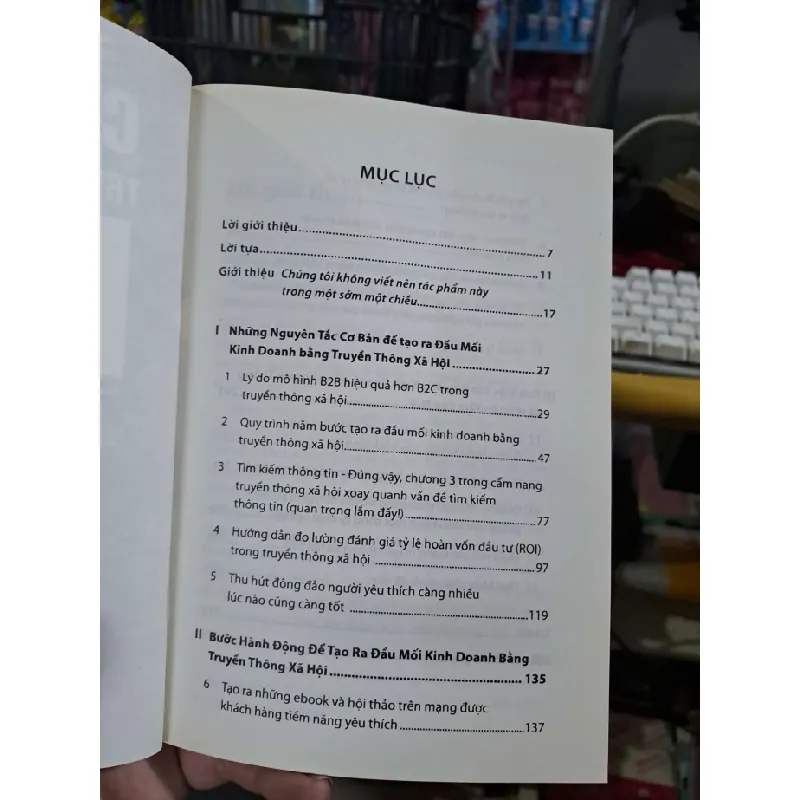 MỤC LỤC
Lời giới thiệu.....7
Lời tựa.....11
Giới thiệu Chúng tôi không viết nên tác phẩm này
trong một sớm một chiều.....17
I Những Nguyên Tắc Cơ Bản để tạo ra Đầu Mối
Kinh Doanh bằng Truyền Thông Xã Hội.....27
1 Lý do mô hình B2B hiệu quả hơn B2C trong
truyền thông xã hội.....29
2 Quy trình năm bước tạo ra đầu mối kinh doanh bằng
truyền thông xã hội.....47
3 Tìm kiếm thông tin - Đúng vậy, chương 3 trong cẩm nang
truyền thông xã hội xoay quanh vấn đề tìm kiếm
thông tin (quan trọng lắm đấy!).....77
4 Hướng dẫn đo lường đánh giá tỷ lệ hoàn vốn đầu tư (ROI)
trong truyền thông xã hội.....97
5 Thu hút đông đảo người yêu thích càng nhiều
lúc nào cũng càng tốt.....119
II Bước Hành Động Để Tạo Ra Đầu Mối Kinh Doanh Bằng
Truyền Thông Xã Hội.....135
6 Tạo ra những ebook và hội thảo trên mạng được
khách hàng tiềm năng yêu thích.....137